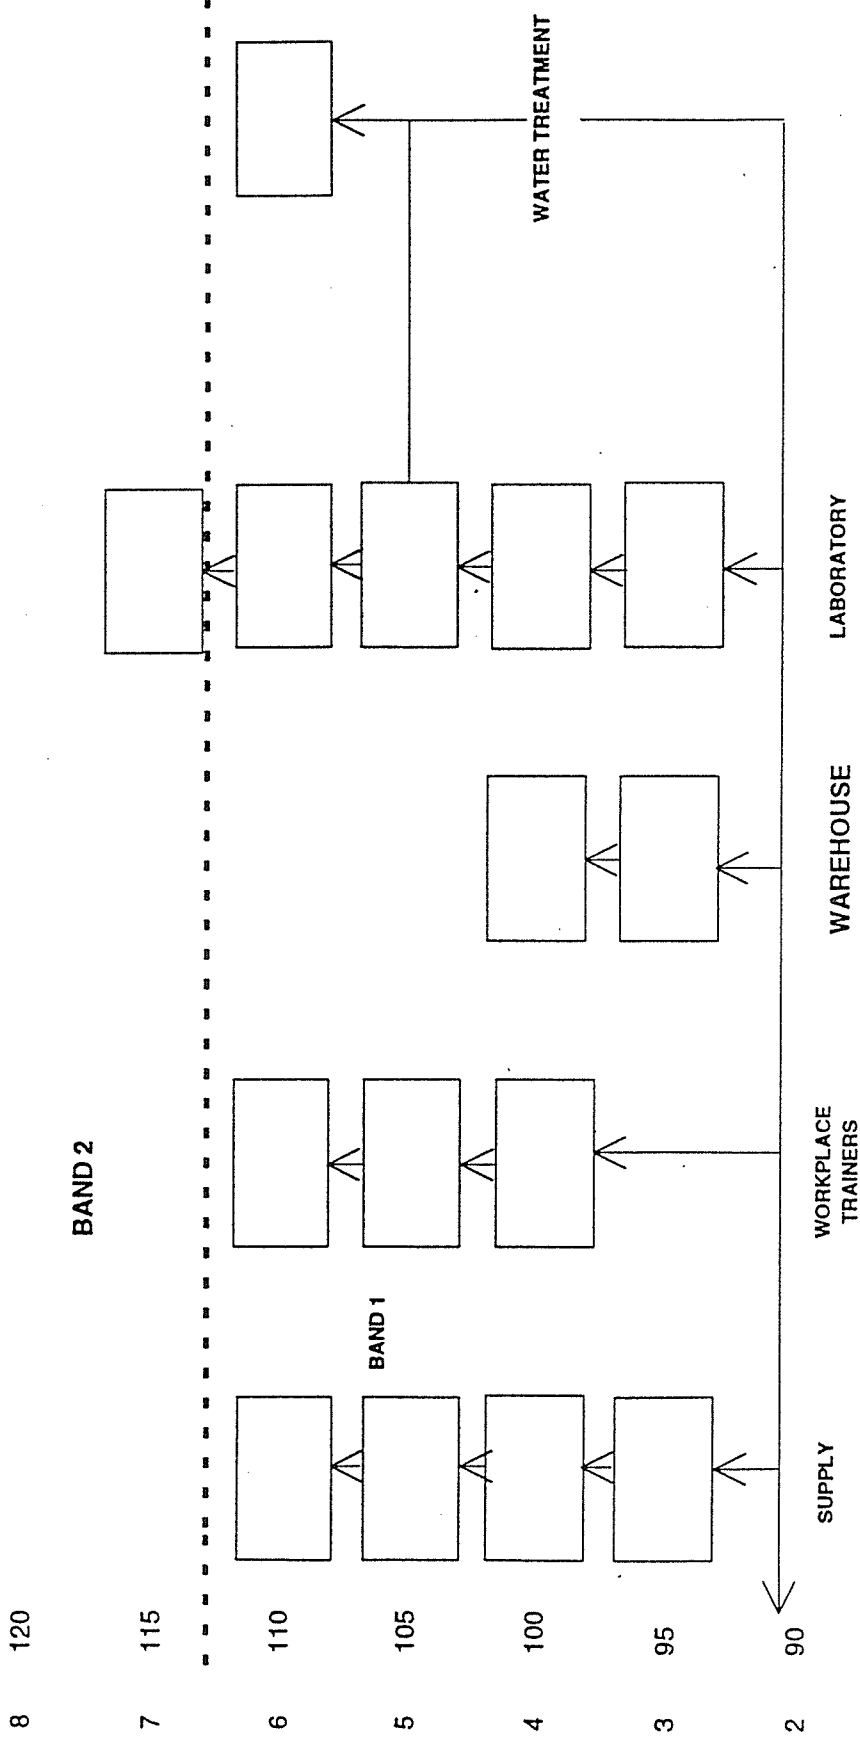 8 120
7 115
BAND 2
6 110
5 105
BAND 1
4 100
WATER TREATMENT
3 95
2 90
SUPPLY
WORKPLACE
TRAINERS
WAREHOUSE
LABORATORY